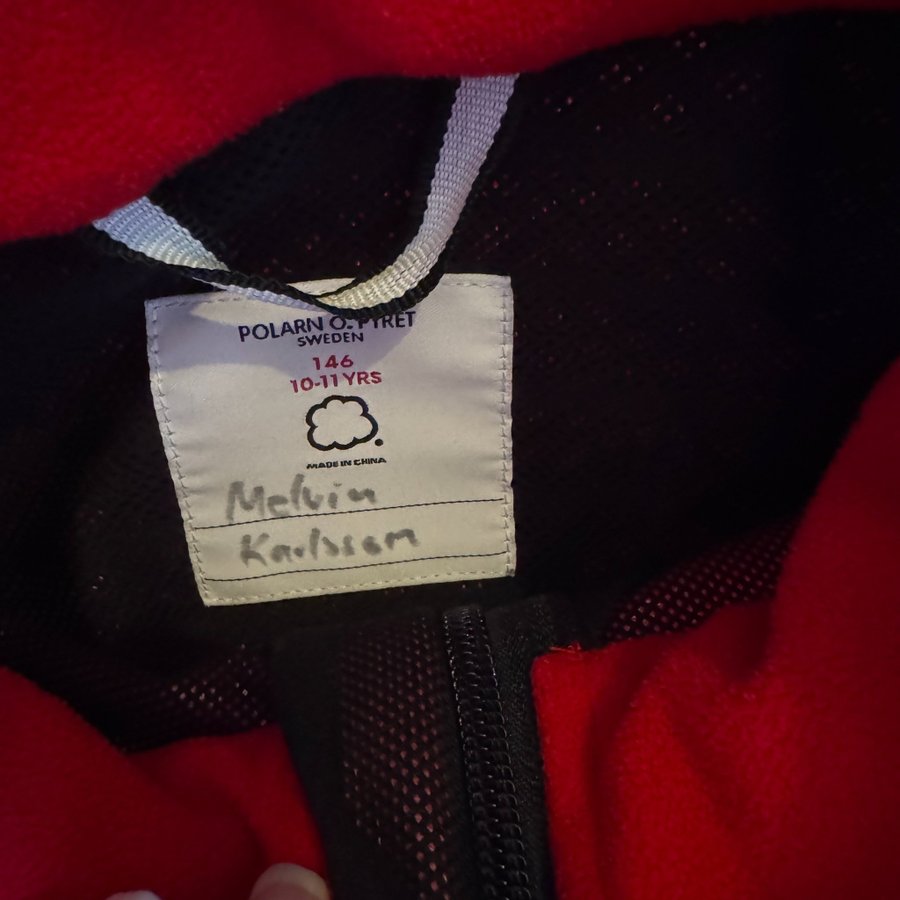 POLARN O. PYRET
SWEDEN
146
10-11 YRS
MADE IN CHINA
Melvin
Karlsson